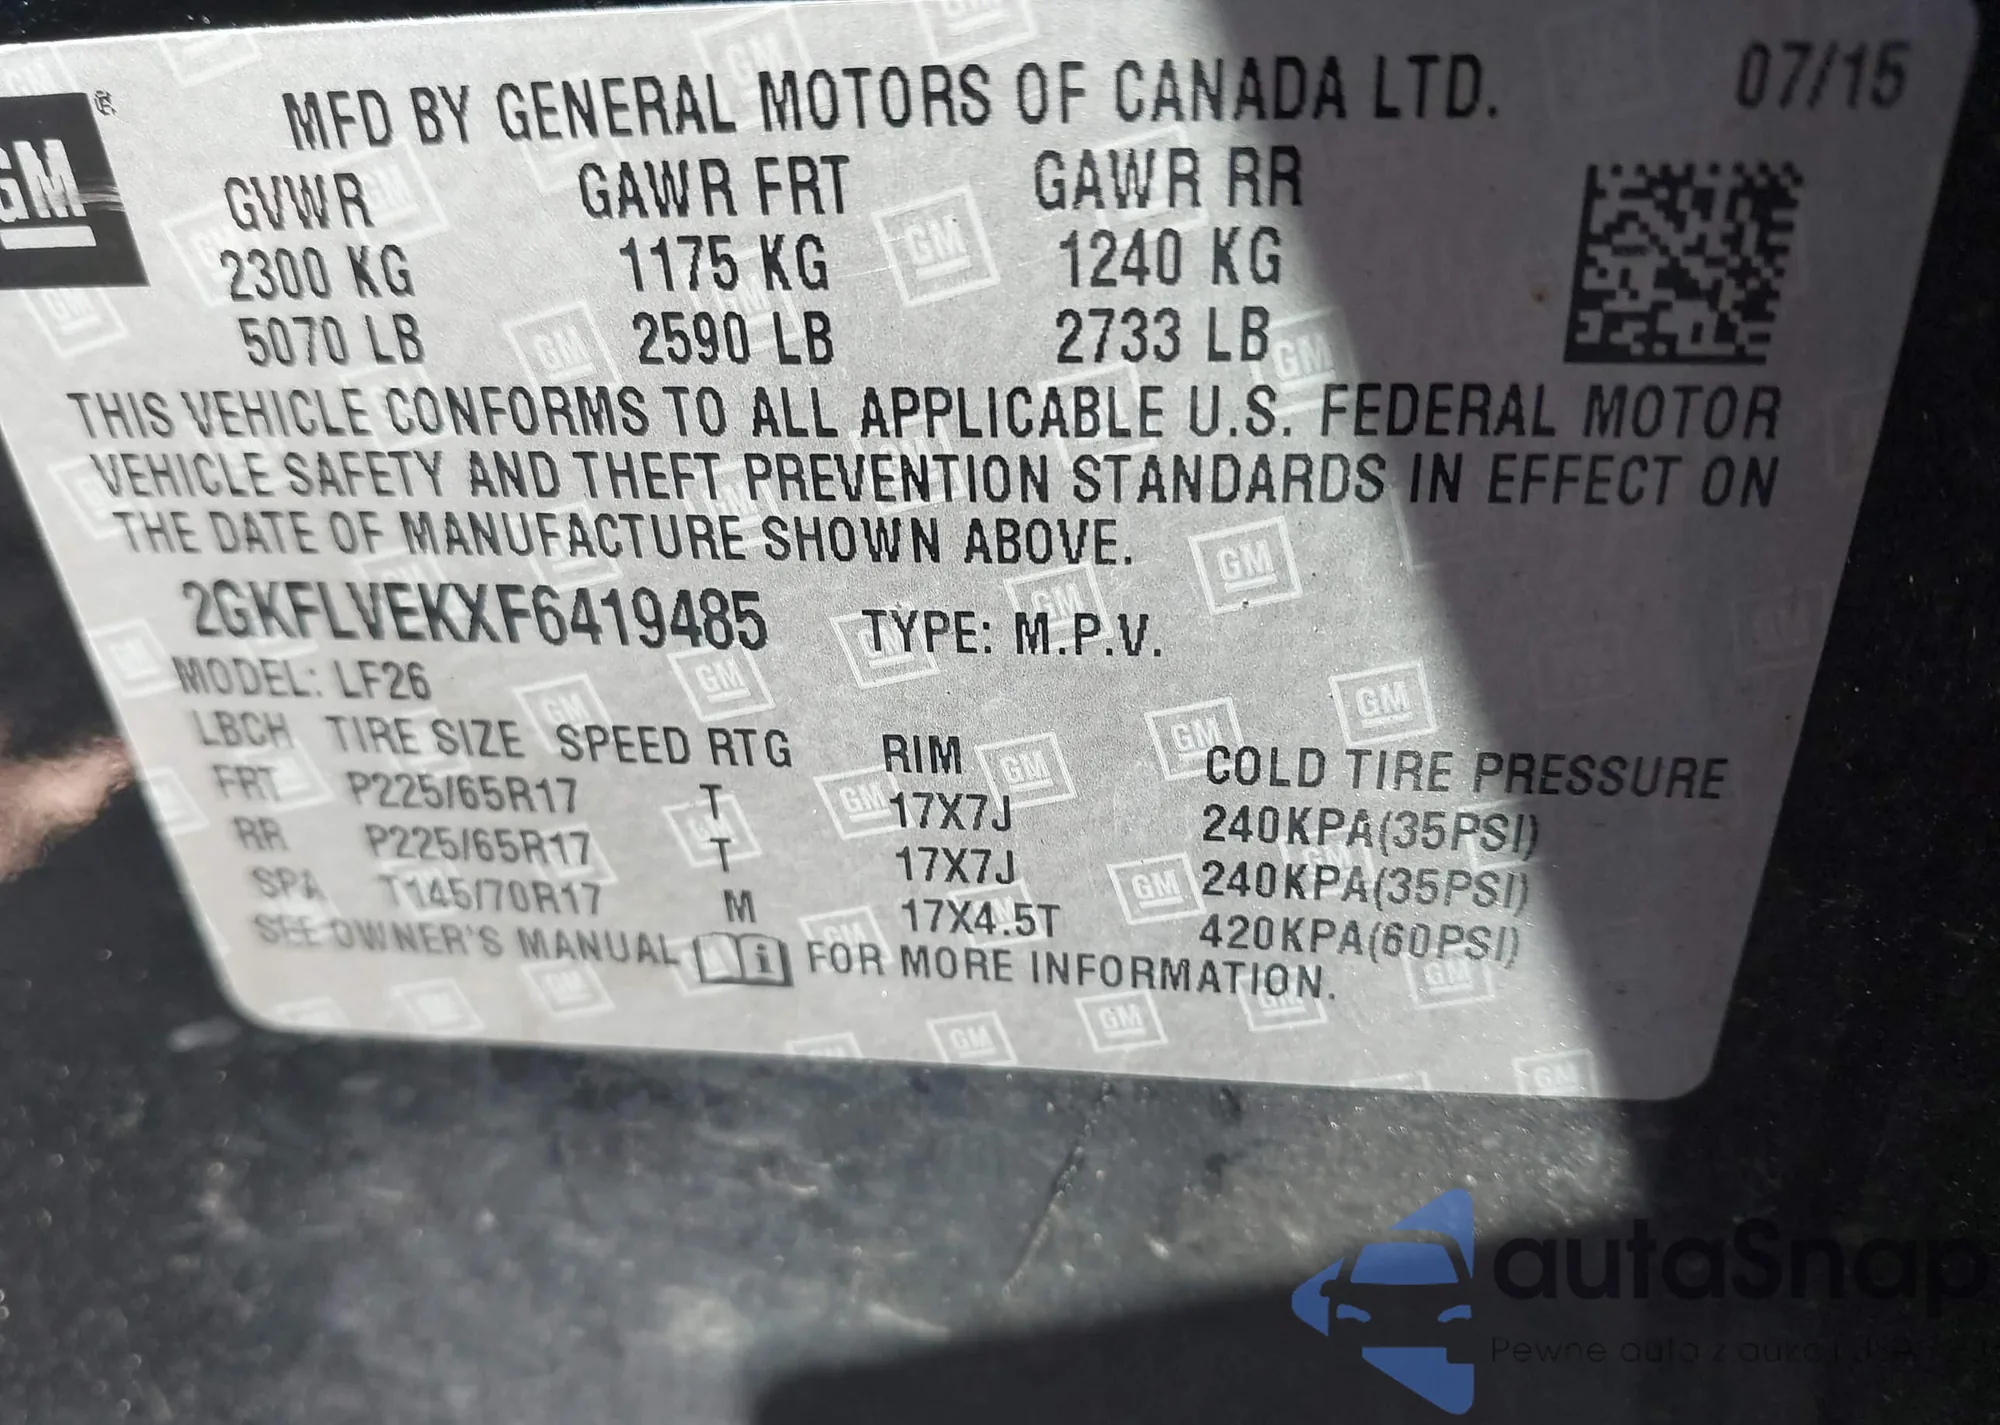 GM
MFD BY GENERAL MOTORS OF CANADA LTD. 07/15
GVWR GAWR FRT GAWR RR
2300 KG 1175 KG 1240 KG
5070 LB 2590 LB 2733 LB
THIS VEHICLE CONFORMS TO ALL APPLICABLE U.S. FEDERAL MOTOR
VEHICLE SAFETY AND THEFT PREVENTION STANDARDS IN EFFECT ON
THE DATE OF MANUFACTURE SHOWN ABOVE.
2GKFLVEKXF6419485 TYPE: M.P.V.
MODEL: LF26
LBCH TIRE SIZE SPEED RTG RIM COLD TIRE PRESSURE
FRT P225/65R17 T 17X7J 240KPA(35PSI)
RR P225/65R17 T 17X7J 240KPA(35PSI)
SPA T145/70R17 M 17X4.5T 420KPA(60PSI)
SEE OWNER'S MANUAL i FOR MORE INFORMATION.
autaSnap
Pewne auto z